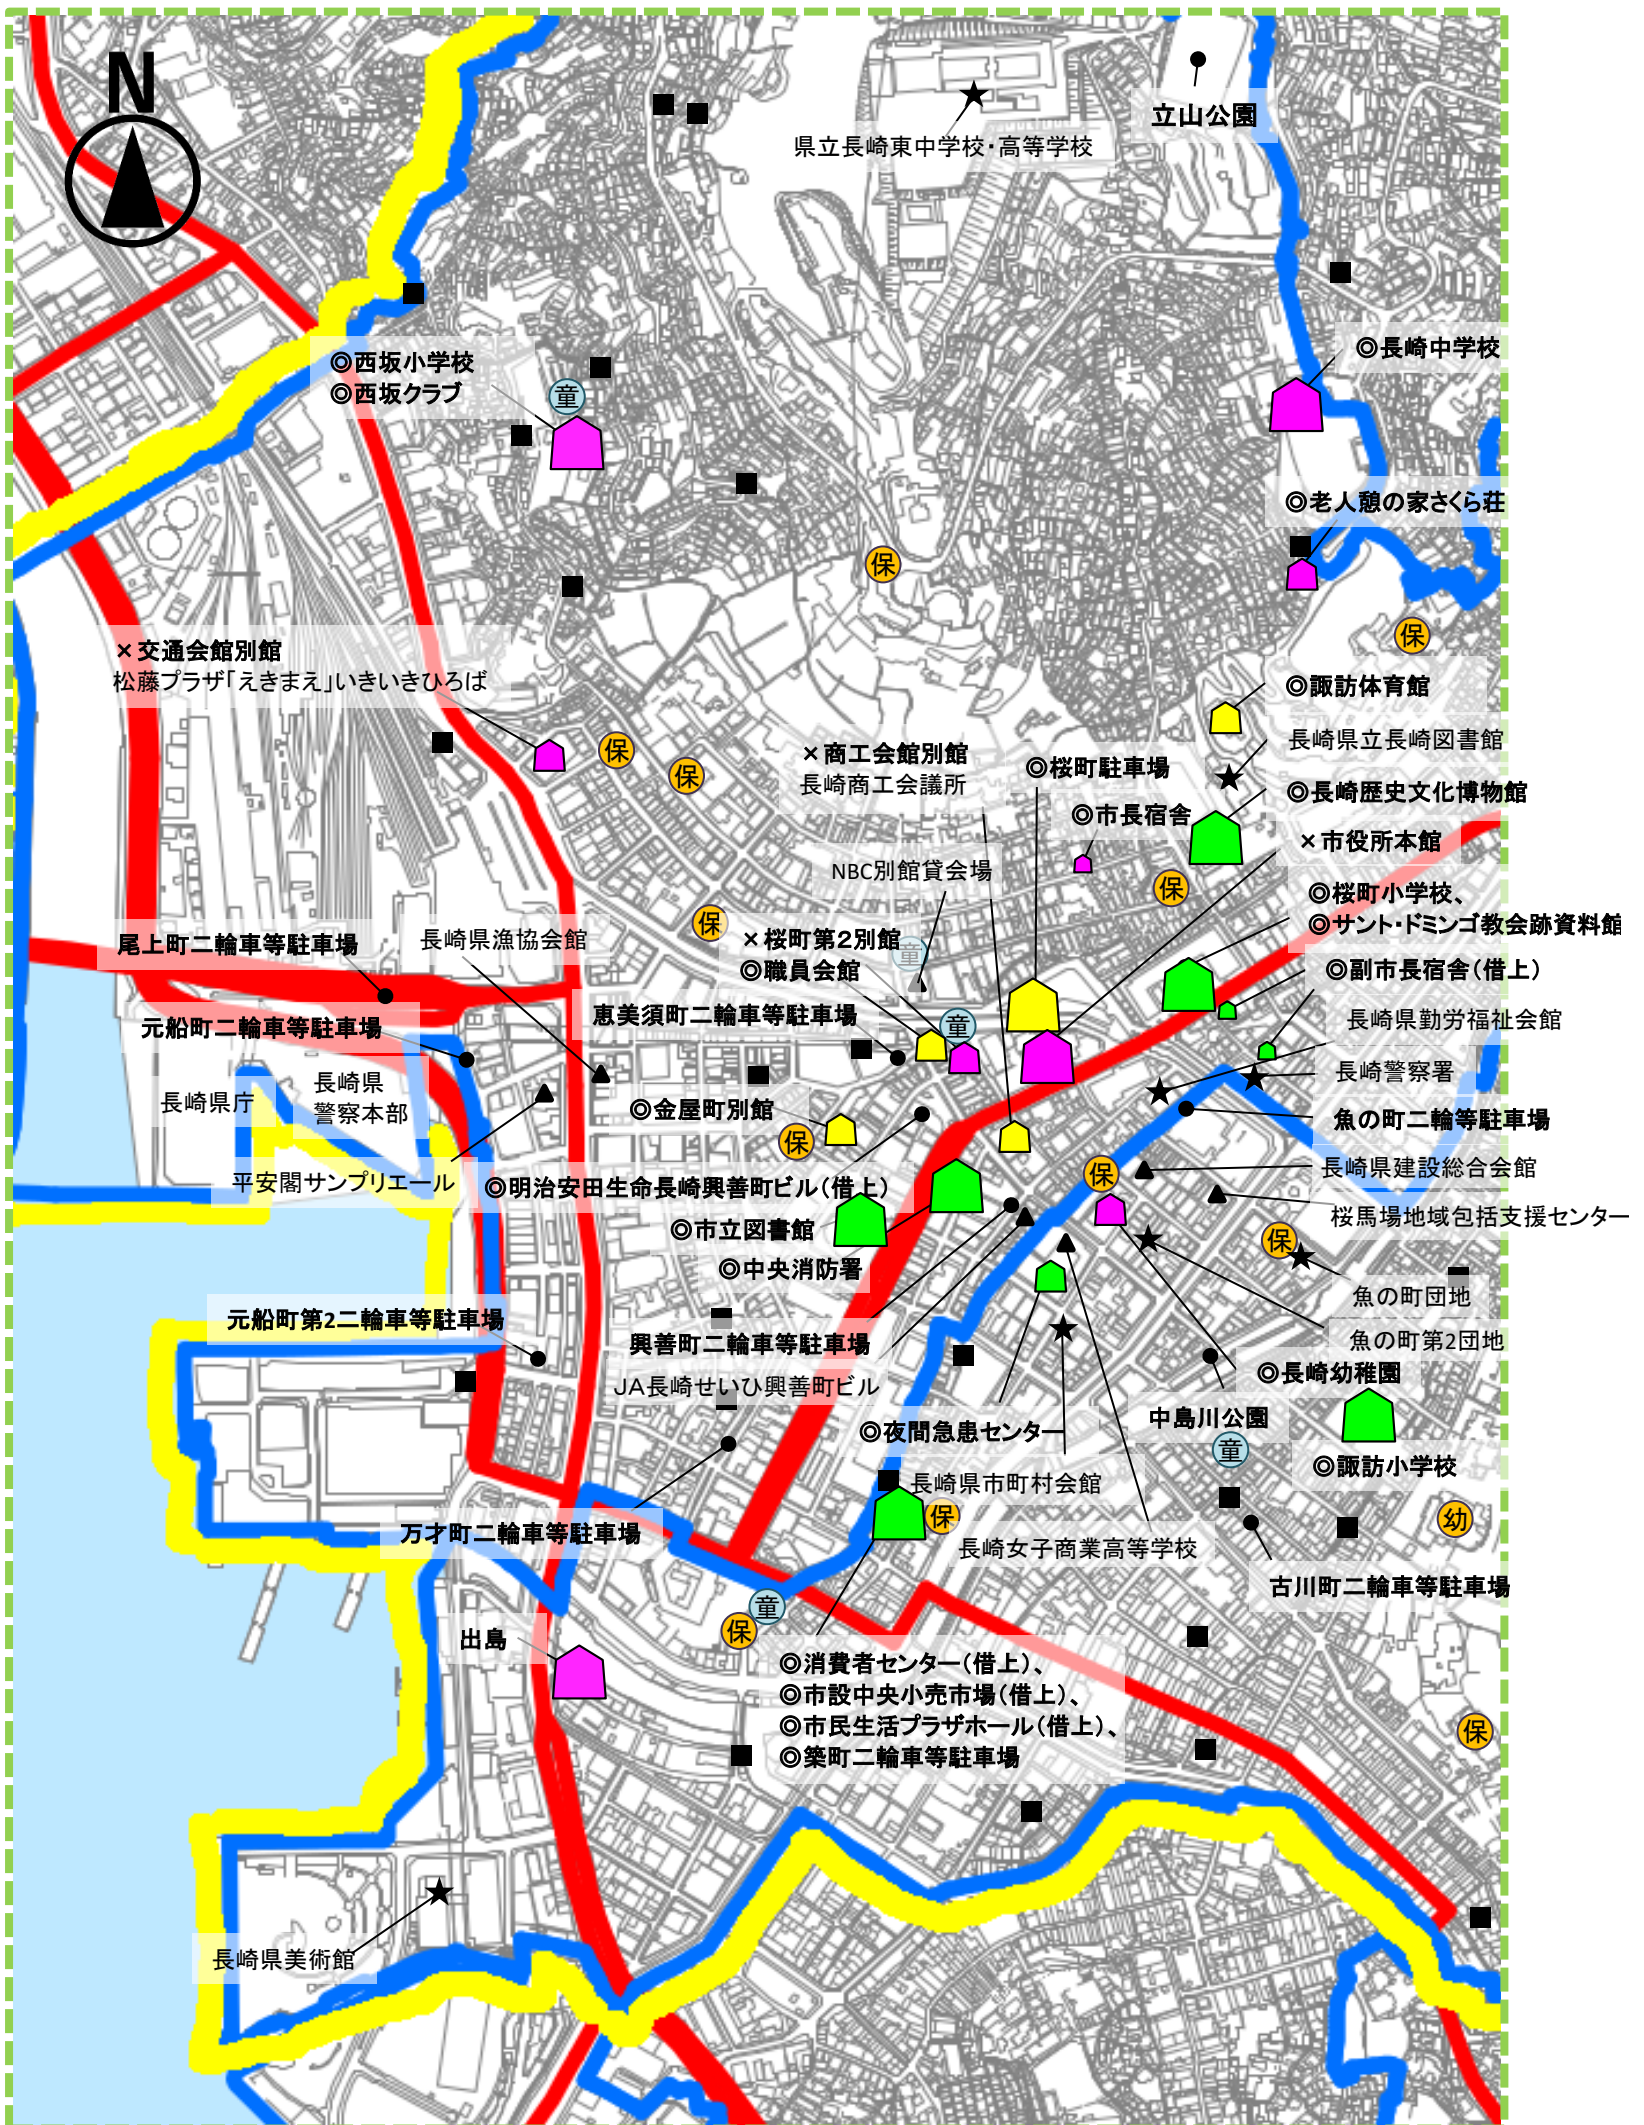 N
立山公園
県立長崎東中学校・高等学校
◎長崎中学校
◎西坂小学校
◎西坂クラブ
童
◎老人憩の家さくら荘
保
保
×交通会館別館
松藤プラザ「えきまえ」いきいきひろば
◎諏訪体育館
長崎県立長崎図書館
保
保
×商工会館別館
長崎商工会議所
◎桜町駐車場
◎長崎歴史文化博物館
◎市長宿舎
×市役所本館
NBC別館貸会場
保
◎桜町小学校、
◎サント・ドミンゴ教会跡資料館
保
尾上町二輪車等駐車場
長崎県漁協会館
×桜町第2別館
◎職員会館
童
◎副市長宿舎(借上)
元船町二輪車等駐車場
恵美須町二輪車等駐車場
童
長崎県勤労福祉会館
長崎県庁
長崎県
警察本部
長崎警察署
◎金屋町別館
魚の町二輪等駐車場
保
平安閣サンプリエール
◎明治安田生命長崎興善町ビル(借上)
保
長崎県建設総合会館
桜馬場地域包括支援センター
◎市立図書館
◎中央消防署
保
魚の町団地
元船町第2二輪車等駐車場
興善町二輪車等駐車場
魚の町第2団地
JA長崎せいひ興善町ビル
◎長崎幼稚園
◎夜間急患センター
中島川公園
童
◎諏訪小学校
長崎県市町村会館
保
幼
万才町二輪車等駐車場
長崎女子商業高等学校
古川町二輪車等駐車場
童
保
出島
◎消費者センター(借上)、
◎市設中央小売市場(借上)、
◎市民生活プラザホール(借上)、
◎築町二輪車等駐車場
保
長崎県美術館